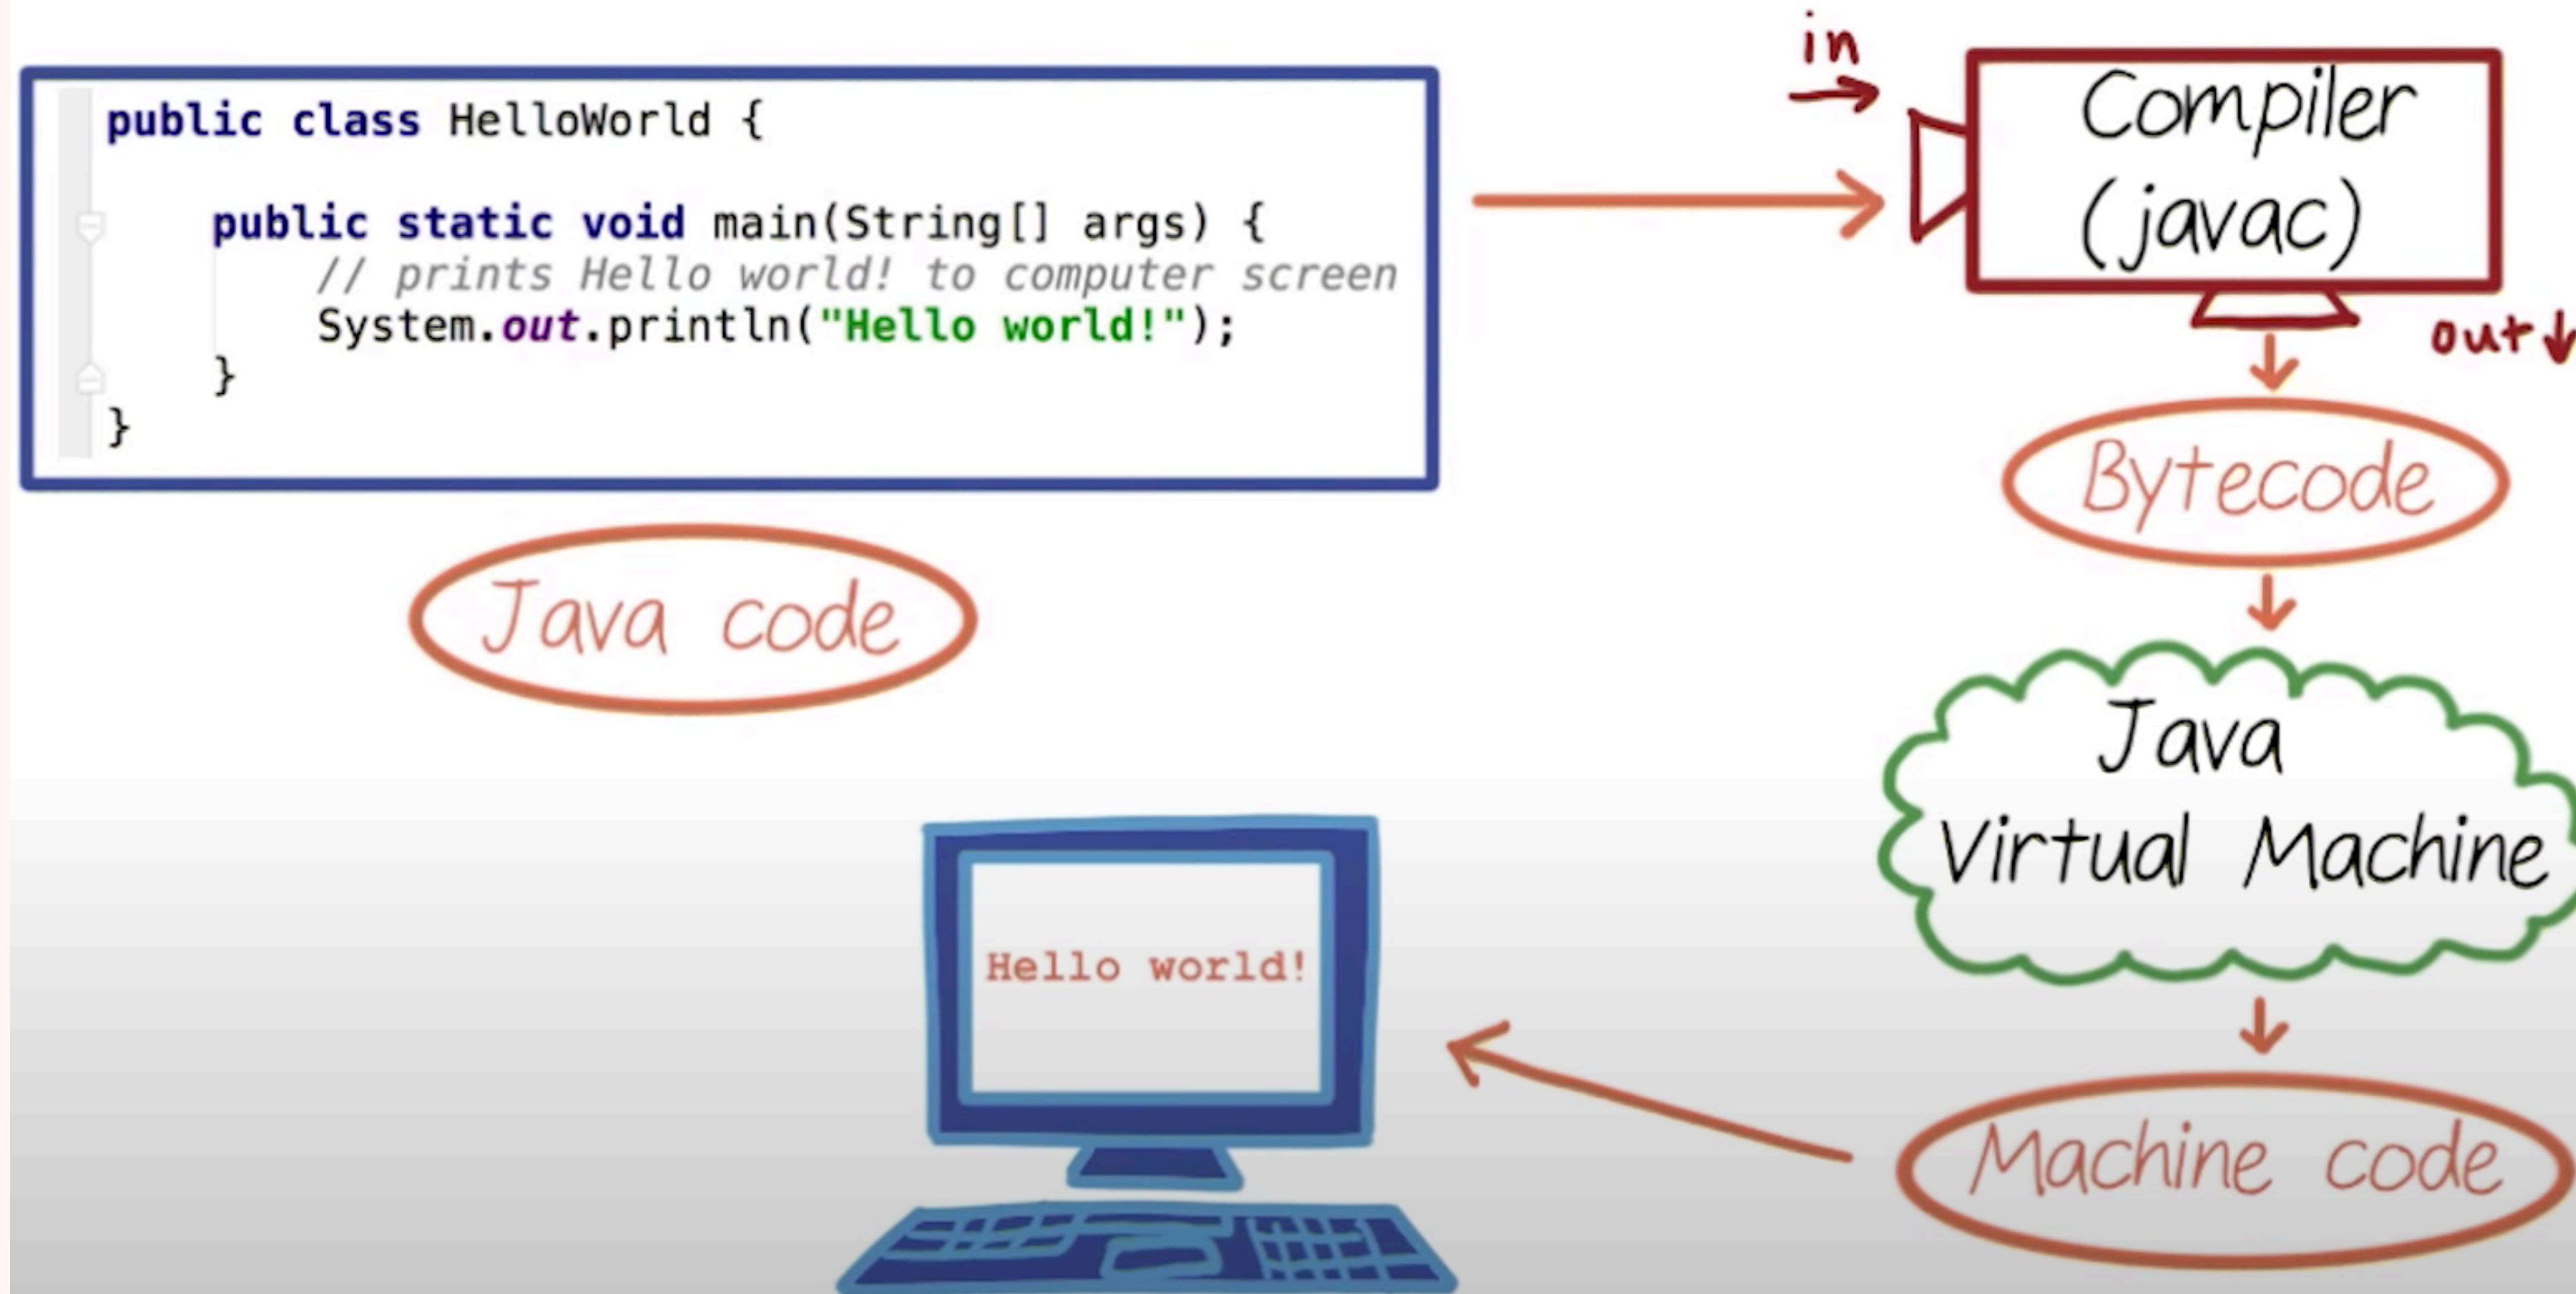 public class HelloWorld {
public static void main(String[] args) {
// prints Hello world! to computer screen
System.out.println("Hello world!");
}
}
Java code
in
Compiler
(javac)
out
Bytecode
Java
Virtual Machine
Machine code
Hello world!